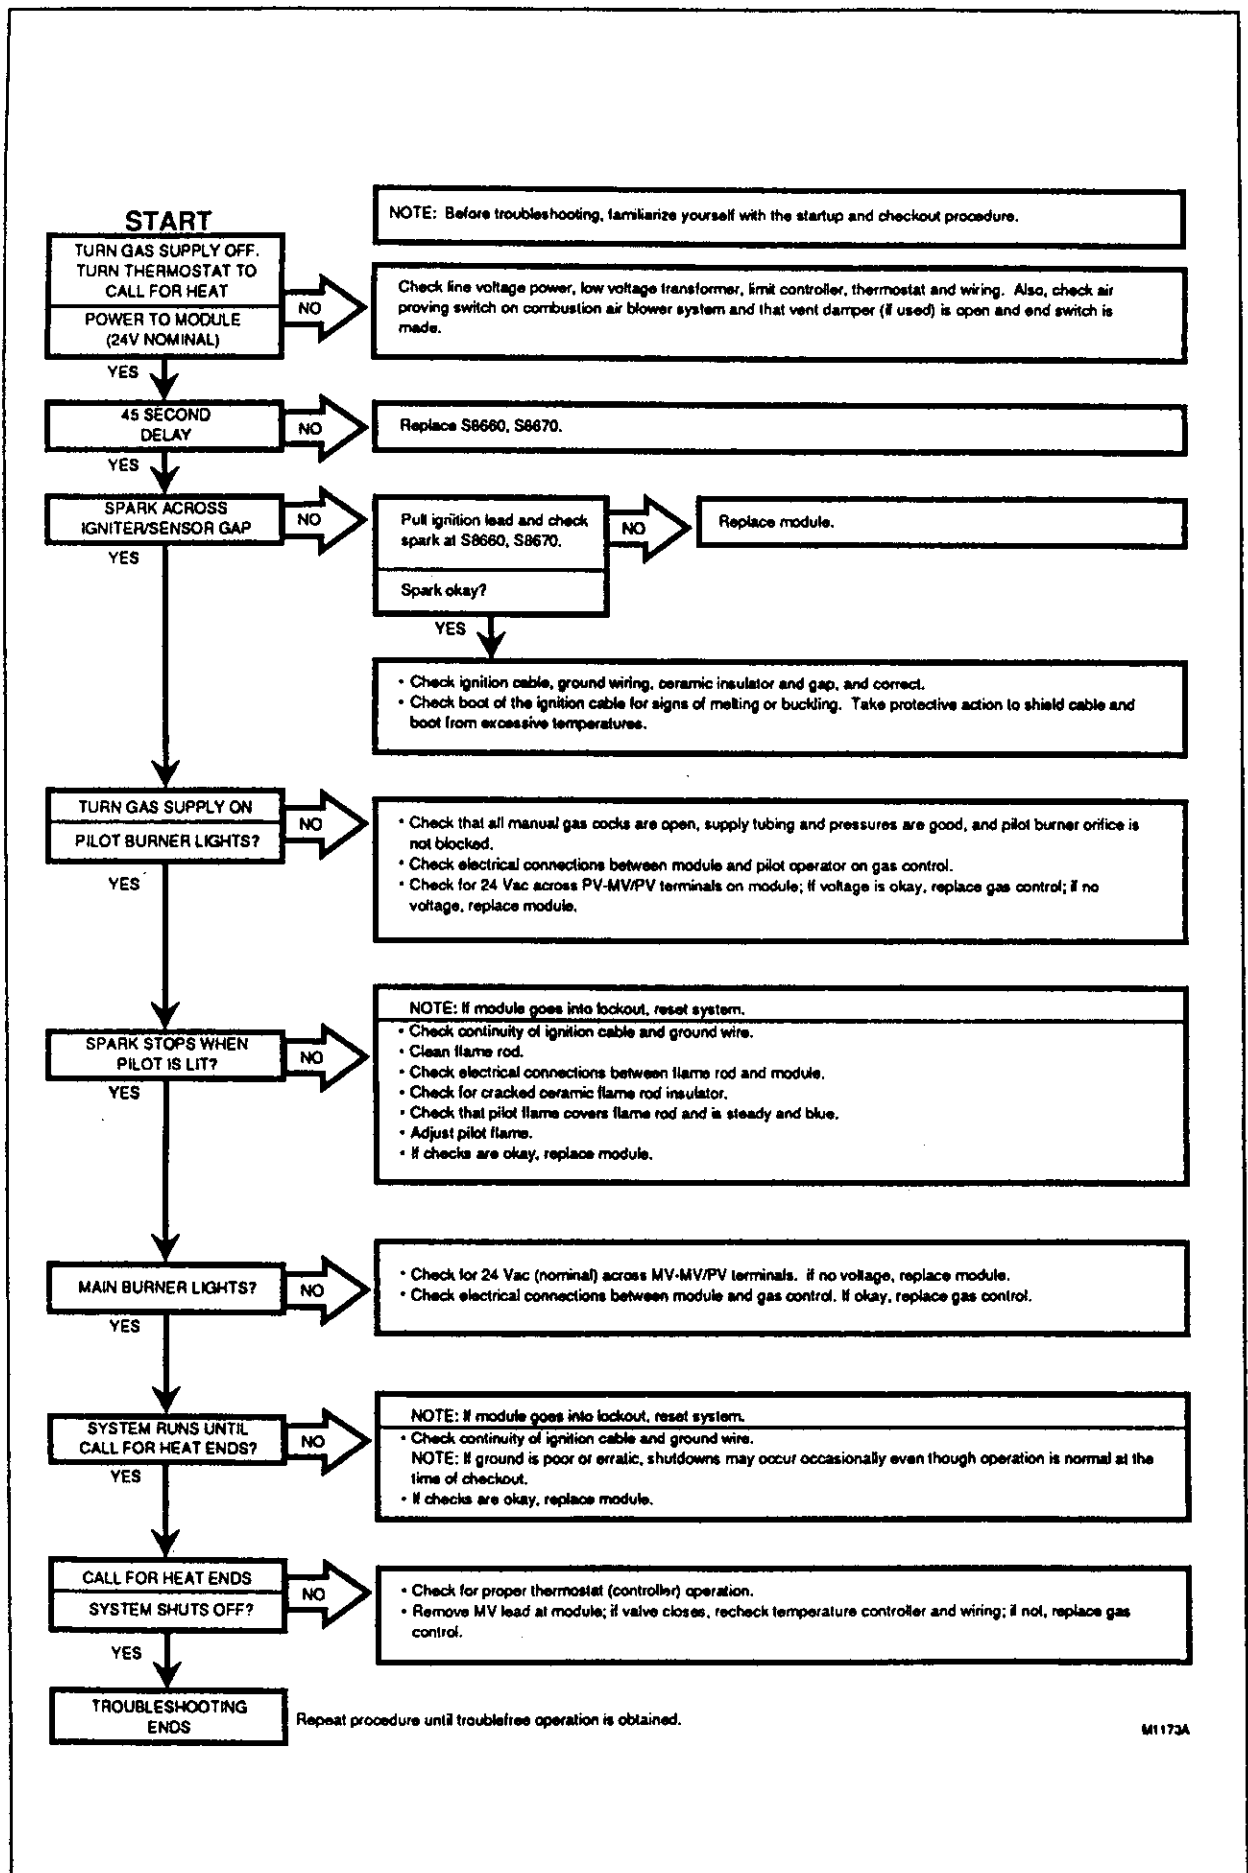 START
NOTE: Before troubleshooting, familiarize yourself with the startup and checkout procedure.
TURN GAS SUPPLY OFF.
TURN THERMOSTAT TO
CALL FOR HEAT
POWER TO MODULE
(24V NOMINAL)
NO
Check line voltage power, low voltage transformer, limit controller, thermostat and wiring. Also, check air
proving switch on combustion air blower system and that vent damper (if used) is open and end switch is
made.
YES
45 SECOND
DELAY
NO
Replace S8660, S8670.
YES
SPARK ACROSS
IGNITER/SENSOR GAP
NO
Pull ignition lead and check
spark at S8660, S8670.
Spark okay?
NO
Replace module.
YES
YES
• Check ignition cable, ground wiring, ceramic insulator and gap, and correct.
• Check boot of the ignition cable for signs of melting or buckling. Take protective action to shield cable and
boot from excessive temperatures.
TURN GAS SUPPLY ON
PILOT BURNER LIGHTS?
NO
• Check that all manual gas cocks are open, supply tubing and pressures are good, and pilot burner orifice is
not blocked.
• Check electrical connections between module and pilot operator on gas control.
• Check for 24 Vac across PV-MV/PV terminals on module; if voltage is okay, replace gas control; if no
voltage, replace module.
YES
SPARK STOPS WHEN
PILOT IS LIT?
NO
NOTE: If module goes into lockout, reset system.
• Check continuity of ignition cable and ground wire.
• Clean flame rod.
• Check electrical connections between flame rod and module.
• Check for cracked ceramic flame rod insulator.
• Check that pilot flame covers flame rod and is steady and blue.
• Adjust pilot flame.
• If checks are okay, replace module.
YES
MAIN BURNER LIGHTS?
NO
• Check for 24 Vac (nominal) across MV-MV/PV terminals. if no voltage, replace module.
• Check electrical connections between module and gas control. If okay, replace gas control.
YES
SYSTEM RUNS UNTIL
CALL FOR HEAT ENDS?
NO
NOTE: If module goes into lockout, reset system.
• Check continuity of ignition cable and ground wire.
NOTE: If ground is poor or erratic, shutdowns may occur occasionally even though operation is normal at the
time of checkout.
• If checks are okay, replace module.
YES
CALL FOR HEAT ENDS
SYSTEM SHUTS OFF?
NO
• Check for proper thermostat (controller) operation.
• Remove MV lead at module; if valve closes, recheck temperature controller and wiring; if not, replace gas
control.
YES
TROUBLESHOOTING
ENDS
Repeat procedure until troublefree operation is obtained.
M1173A